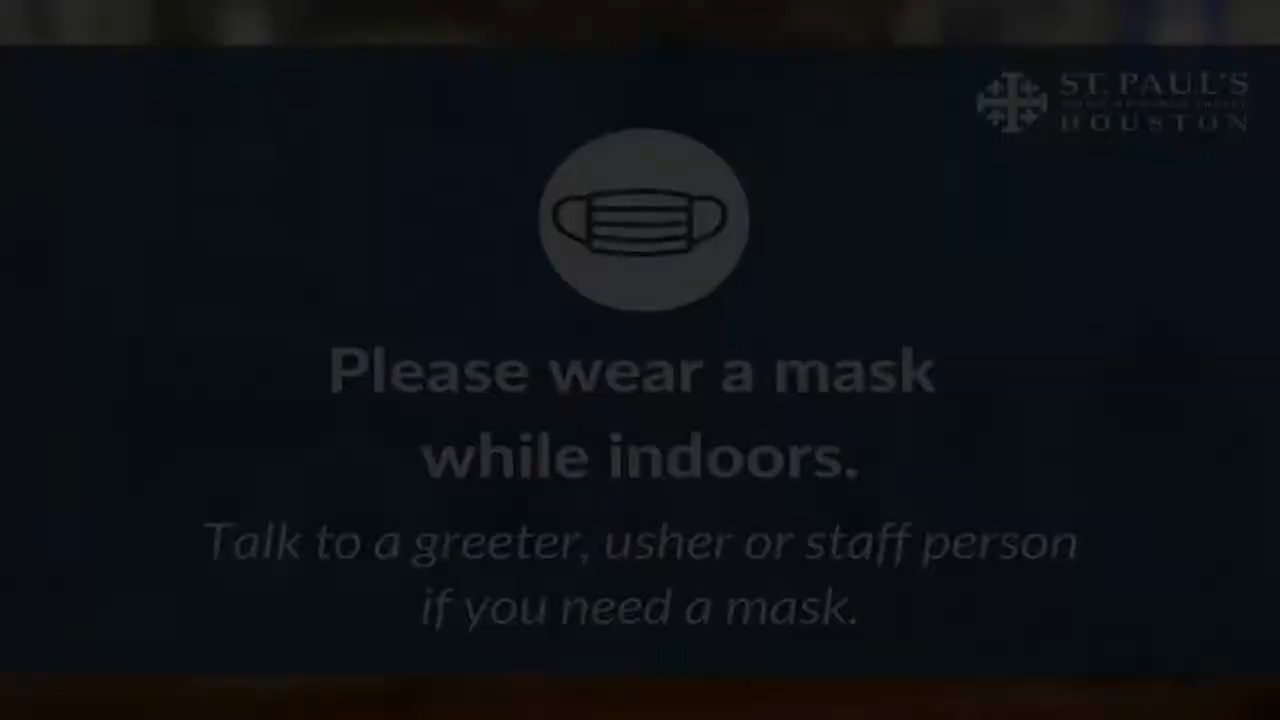 ST. PAUL'S
HOUSTON
Please wear a mask
while indoors.
Talk to a greeter, usher or staff person
if you need a mask.